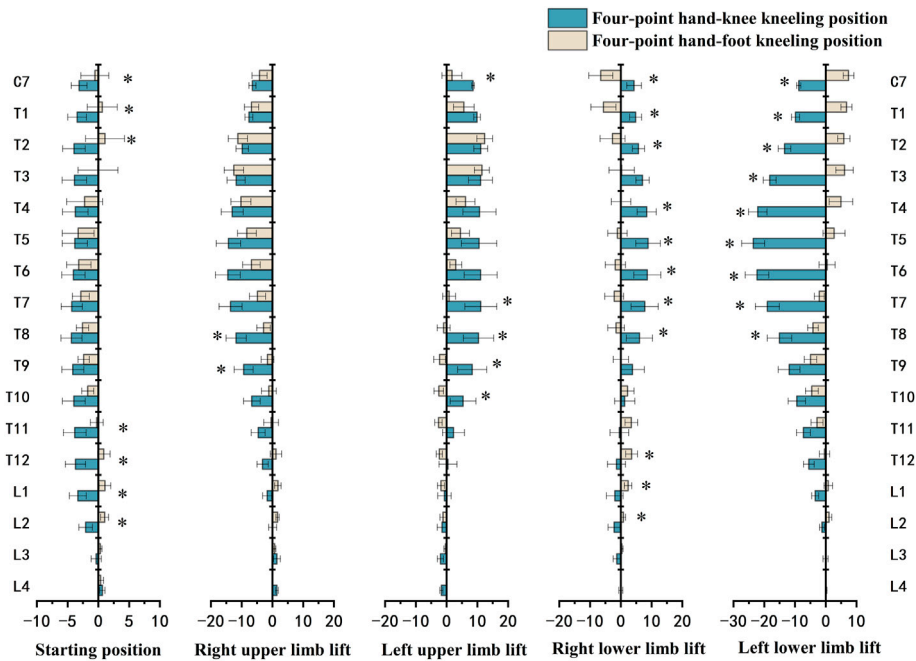 Four-point hand-knee kneeling position
Four-point hand-foot kneeling position
C7 * * * * C7
T1 * * * T1
T2 * * * T2
T3 * T3
T4 * * T4
T5 * * T5
T6 * * T6
T7 * * * T7
T8 * * * * T8
T9 * * T9
T10 * T10
T11 * T11
T12 * * T12
L1 * * L1
L2 * * L2
L3 L3
L4 L4
−10 −5 0 5 10 −20 −10 0 10 20 −20 −10 0 10 20 −20 −10 0 10 20 −30 −20 −10 0 10
Starting position Right upper limb lift Left upper limb lift Right lower limb lift Left lower limb lift